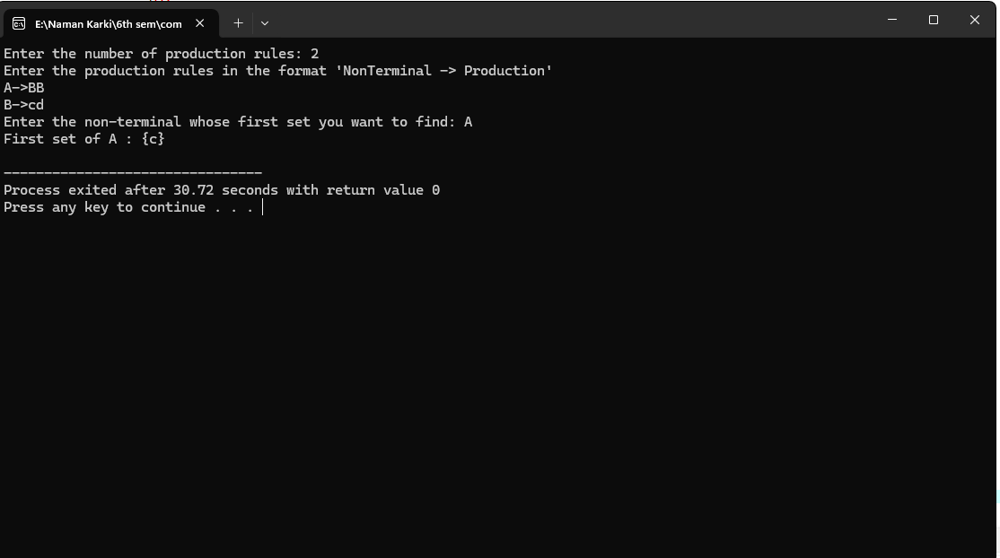 E:\Naman Karki\6th sem\com
Enter the number of production rules: 2
Enter the production rules in the format 'NonTerminal -> Production'
A->BB
B->cd
Enter the non-terminal whose first set you want to find: A
First set of A : {c}
--------------------------------
Process exited after 30.72 seconds with return value 0
Press any key to continue . . .